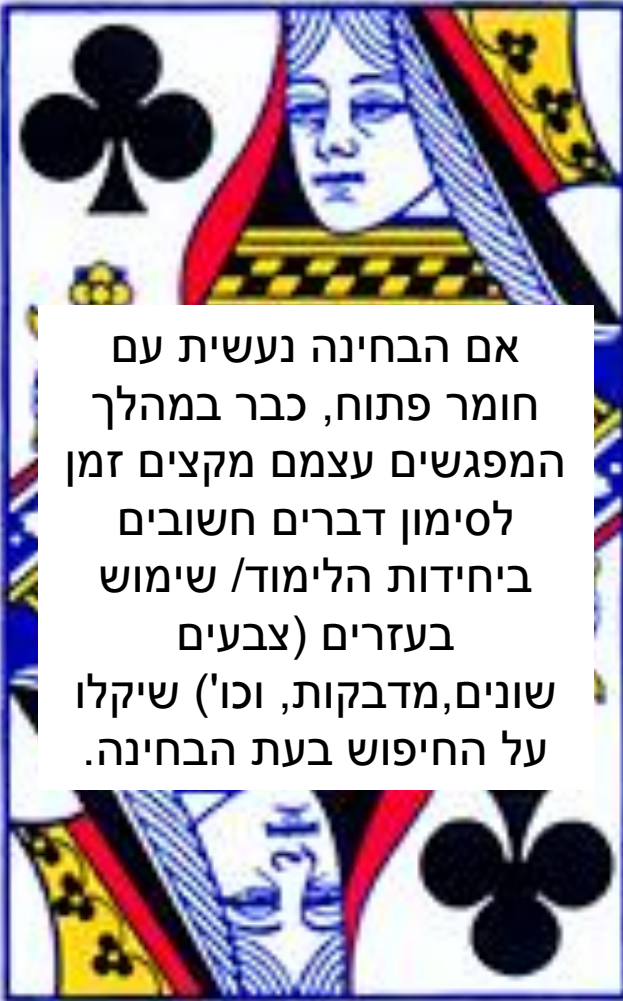 אם הבחינה נעשית עם
חומר פתוח, כבר במהלך
המפגשים עצמם מקצים זמן
לסימון דברים חשובים
ביחידות הלימוד/ שימוש
בעזרים (צבעים
שונים,מדבקות, וכו') שיקלו
על החיפוש בעת הבחינה.